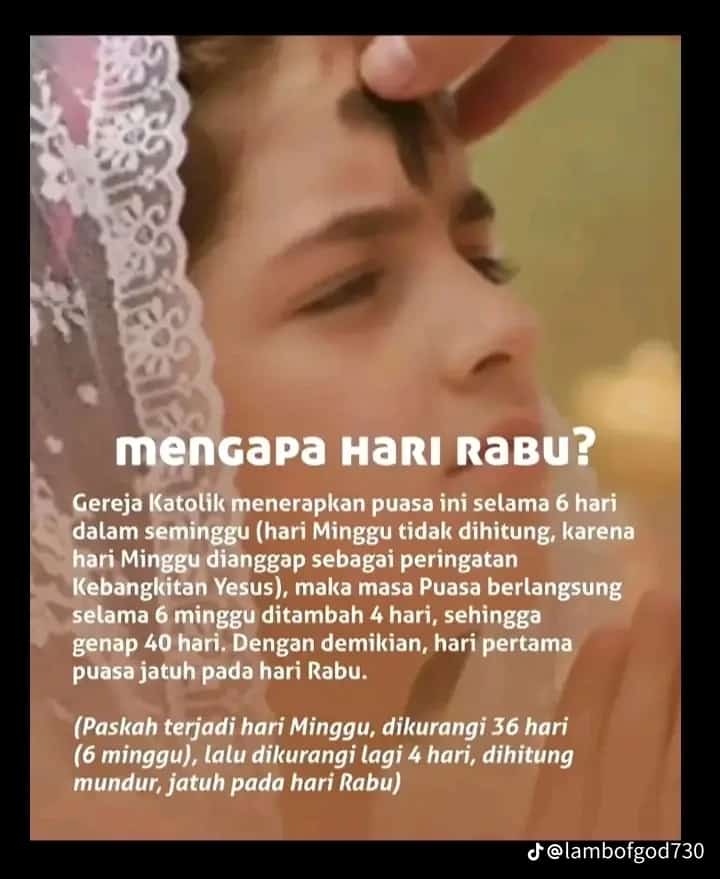 mengapa Hari Rabu?
Gereja Katolik menerapkan puasa ini selama 6 hari
dalam seminggu (hari Minggu tidak dihitung, karena
hari Minggu dianggap sebagai peringatan
Kebangkitan Yesus), maka masa Puasa berlangsung
selama 6 minggu ditambah 4 hari, sehingga
genap 40 hari. Dengan demikian, hari pertama
puasa jatuh pada hari Rabu.
(Paskah terjadi hari Minggu, dikurangi 36 hari
(6 minggu), lalu dikurangi lagi 4 hari, dihitung
mundur, jatuh pada hari Rabu)
@lambofgod730